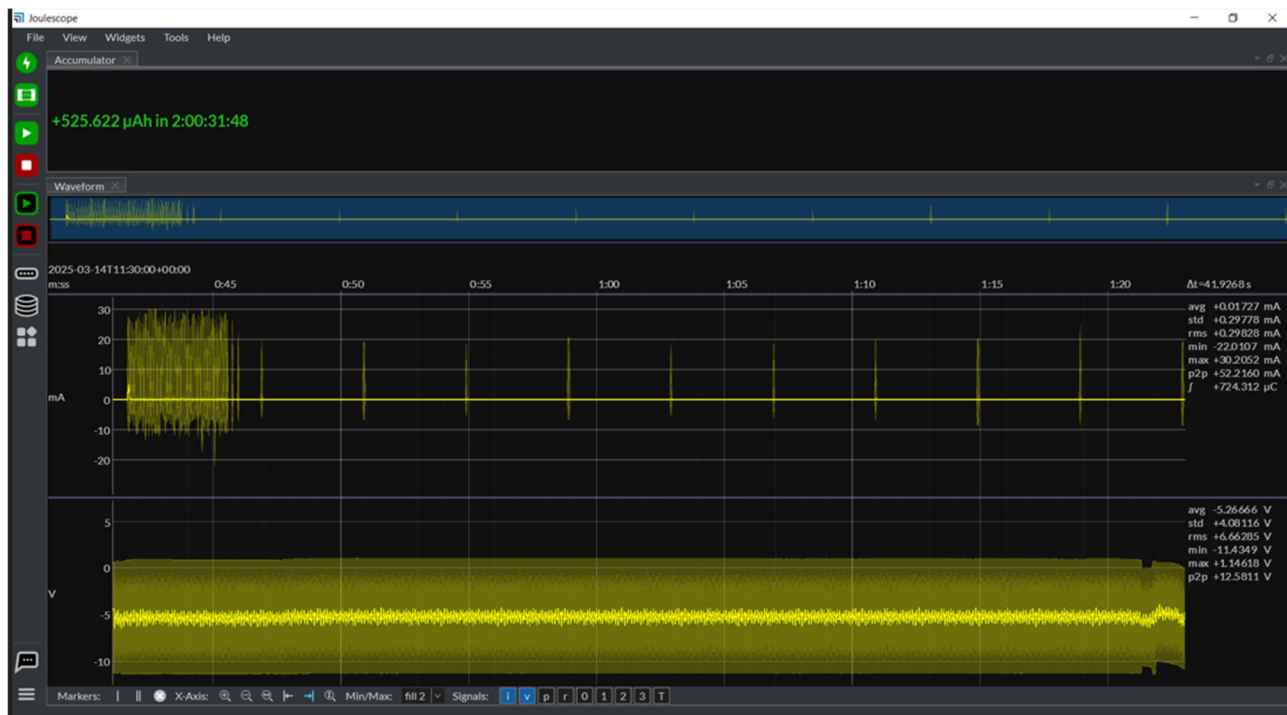 Joulescope
File View Widgets Tools Help
Accumulator
+525.622 µAh in 2:00:31:48
Waveform
2025-03-14T11:30:00+00:00
m:ss 0:45 0:50 0:55 1:00 1:05 1:10 1:15 1:20 Δt=41.9268 s
30
20
10
0
mA
-10
-20
avg +0.01727 mA
std +0.29778 mA
rms +0.29828 mA
min -22.0107 mA
max +30.2052 mA
p2p +52.2160 mA
∫ +724.312 µC
5
0
V
-5
-10
avg -5.26666 V
std +4.08116 V
rms +6.66285 V
min -11.4349 V
max +1.14618 V
p2p +12.5811 V
Markers: X-Axis: Min/Max: fill 2 Signals: i v p r 0 1 2 3 T